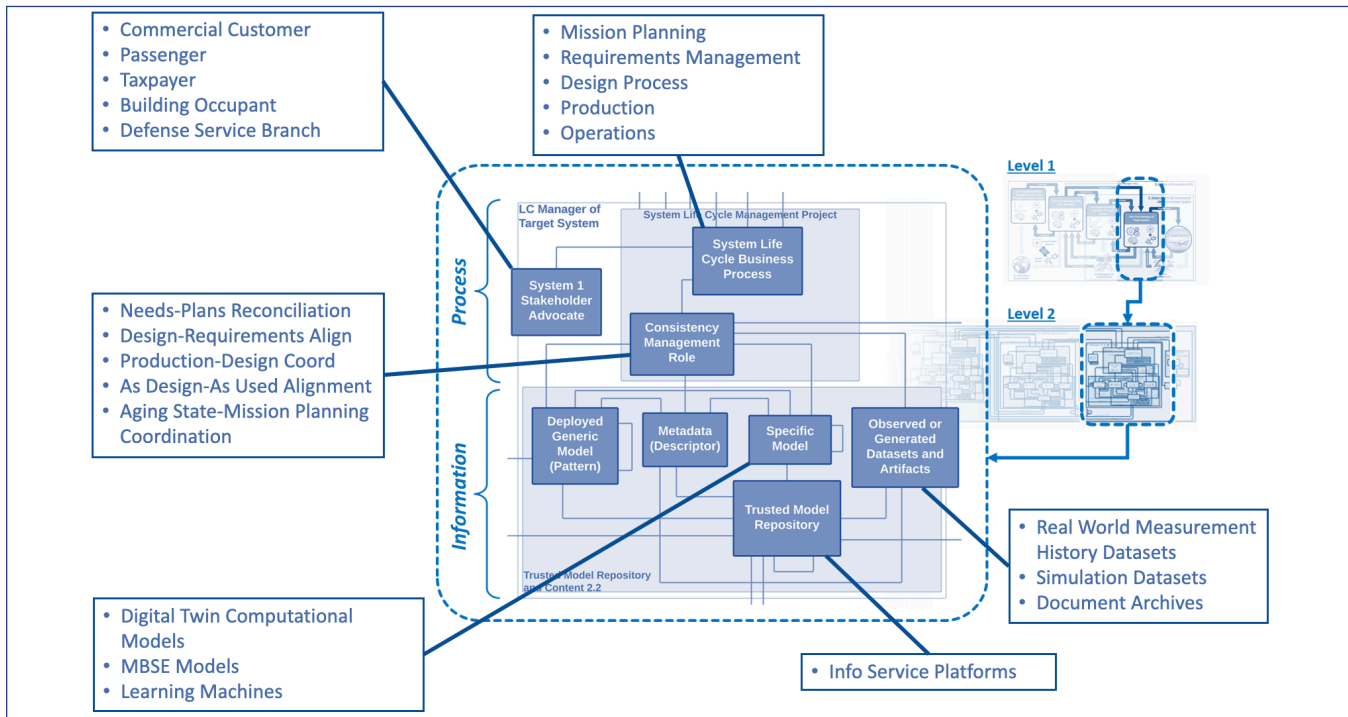 • Commercial Customer
• Passenger
• Taxpayer
• Building Occupant
• Defense Service Branch
• Mission Planning
• Requirements Management
• Design Process
• Production
• Operations
Level 1
LC Manager of
Target System
System Life Cycle Management Project
System Life
Cycle Business
Process
Process
System 1
Stakeholder
Advocate
• Needs-Plans Reconciliation
• Design-Requirements Align
• Production-Design Coord
• As Design-As Used Alignment
• Aging State-Mission Planning
Coordination
Consistency
Management
Role
Level 2
Information
Deployed
Generic
Model
(Pattern)
Metadata
(Descriptor)
Specific
Model
Observed or
Generated
Datasets and
Artifacts
Trusted Model
Repository
Trusted Model Repository
and Content 2.2
• Real World Measurement
History Datasets
• Simulation Datasets
• Document Archives
• Digital Twin Computational
Models
• MBSE Models
• Learning Machines
• Info Service Platforms